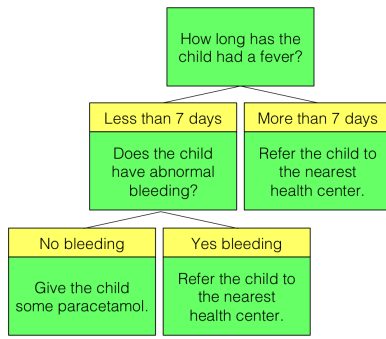 How long has the
child had a fever?
Less than 7 days
Does the child
have abnormal
bleeding?
More than 7 days
Refer the child to
the nearest
health center.
No bleeding
Give the child
some paracetamol.
Yes bleeding
Refer the child to
the nearest
health center.